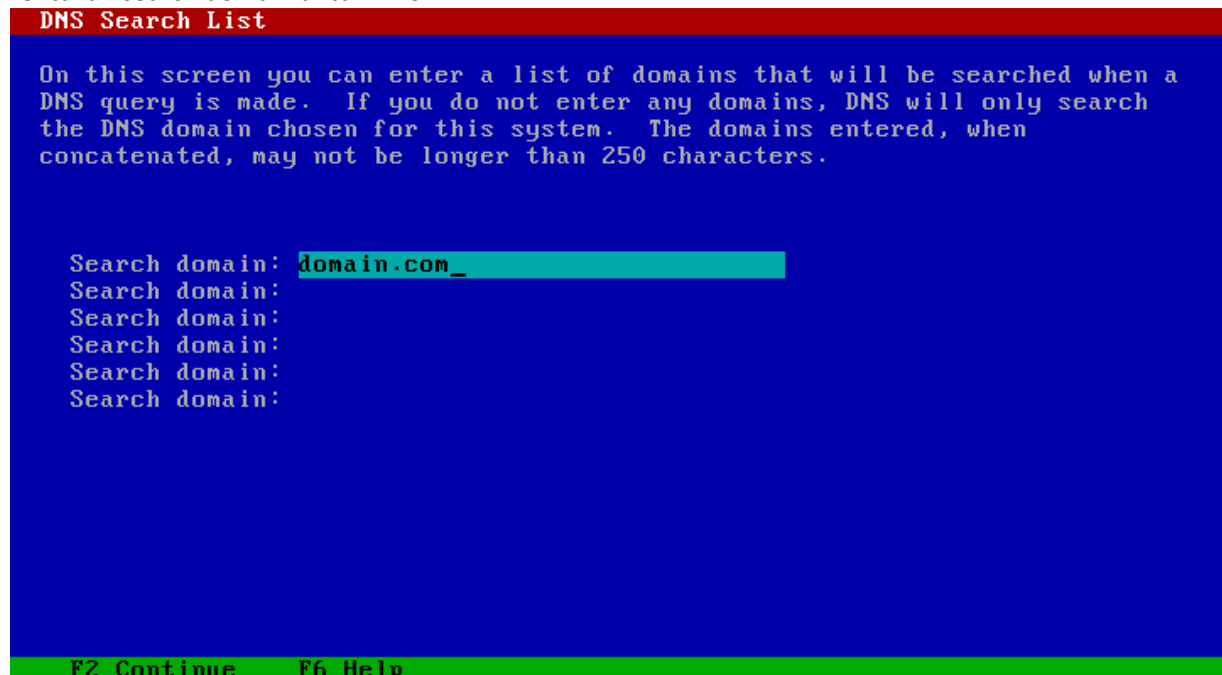 DNS Search List
On this screen you can enter a list of domains that will be searched when a
DNS query is made.  If you do not enter any domains, DNS will only search
the DNS domain chosen for this system.  The domains entered, when
concatenated, may not be longer than 250 characters.
Search domain: domain.com_
Search domain:
Search domain:
Search domain:
Search domain:
Search domain:
F2 Continue F6 Help